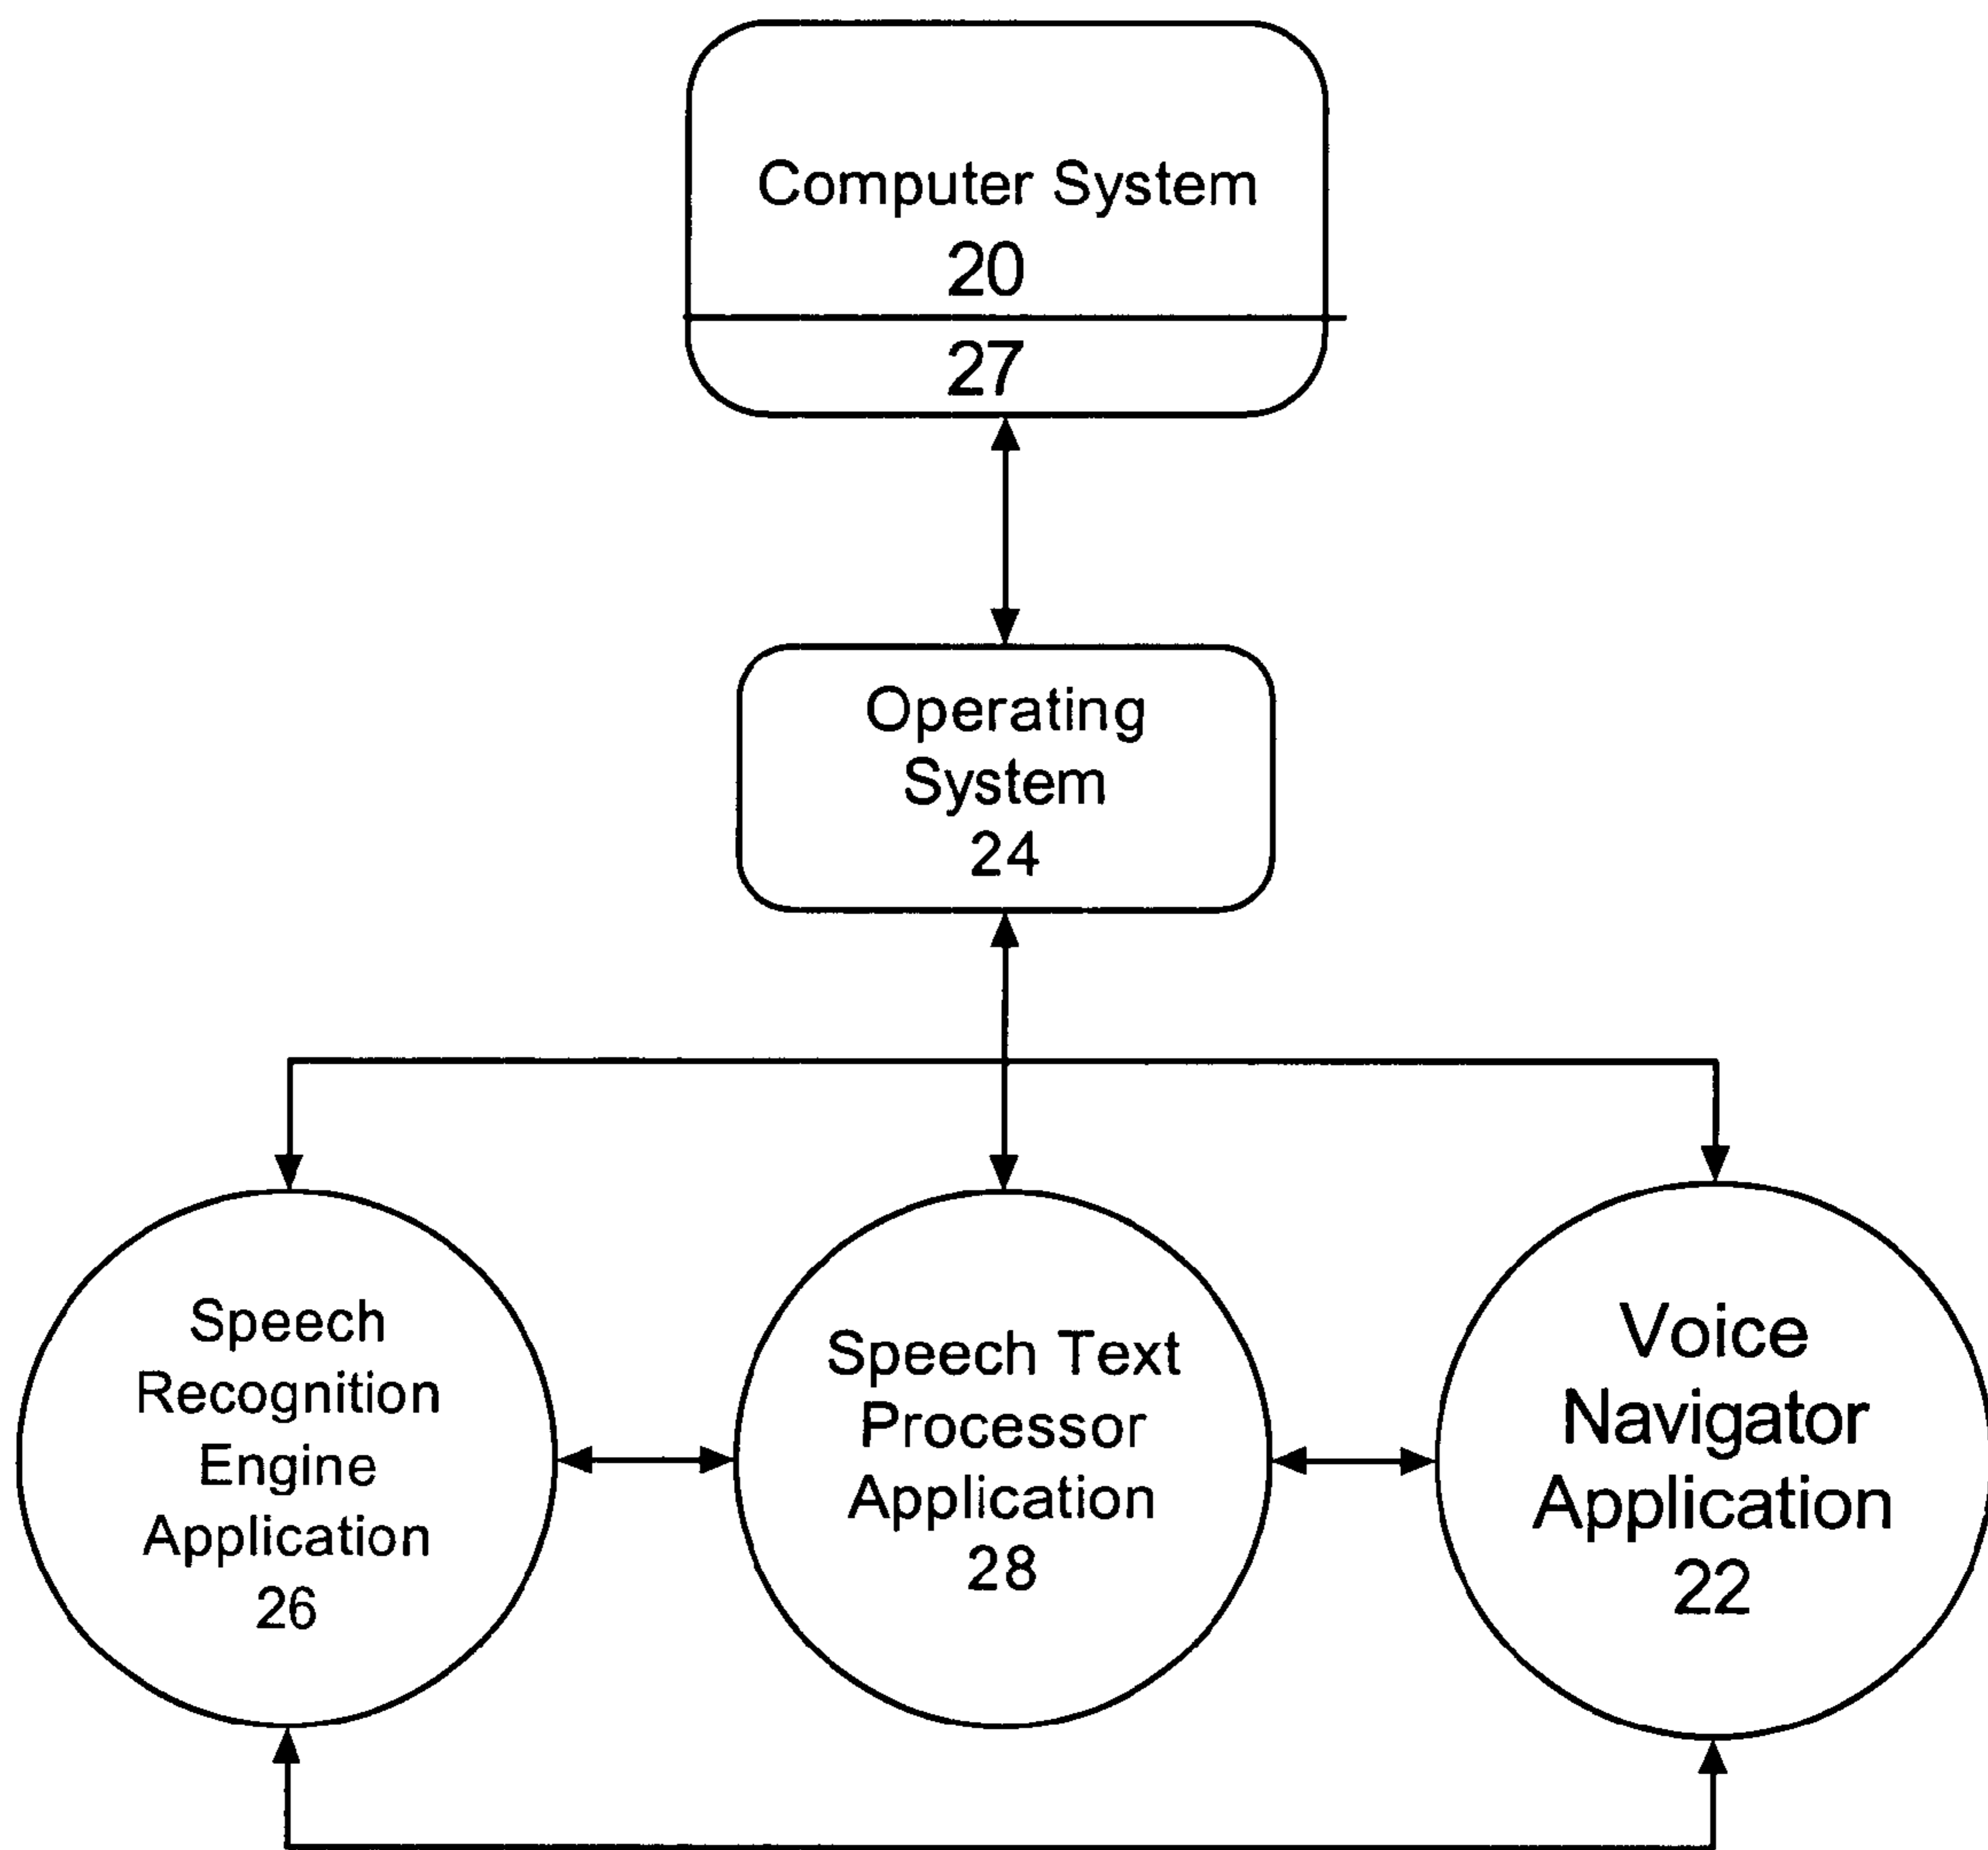 Computer System
20
27
Operating
System
24
Speech
Recognition
Engine
Application
26
Speech Text
Processor
Application
28
Voice
Navigator
Application
22